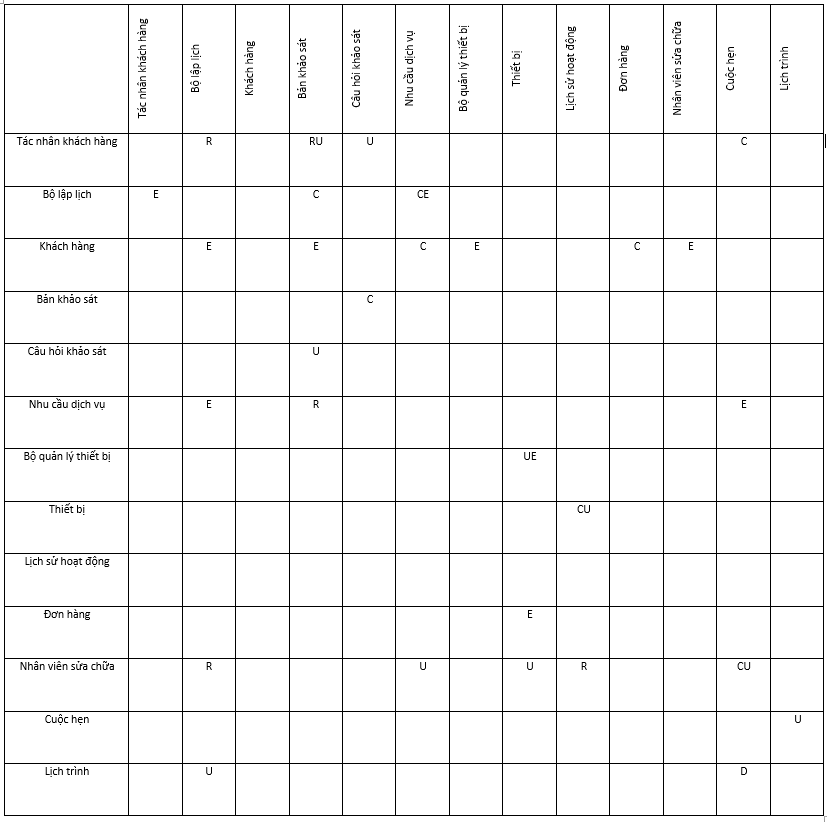 Tác nhân khách hàng
Bộ lập lịch
Khách hàng
Bản khảo sát
Câu hỏi khảo sát
Nhu cầu dịch vụ
Bộ quản lý thiết bị
Thiết bị
Lịch sử hoạt động
Đơn hàng
Nhân viên sửa chữa
Cuộc hẹn
Lịch trình
Tác nhân khách hàng R RU U C
Bộ lập lịch E C CE
Khách hàng E E C E C E
Bản khảo sát C
Câu hỏi khảo sát U
Nhu cầu dịch vụ E R E
Bộ quản lý thiết bị UE
Thiết bị CU
Lịch sử hoạt động
Đơn hàng E
Nhân viên sửa chữa R U U R CU
Cuộc hẹn U
Lịch trình U D